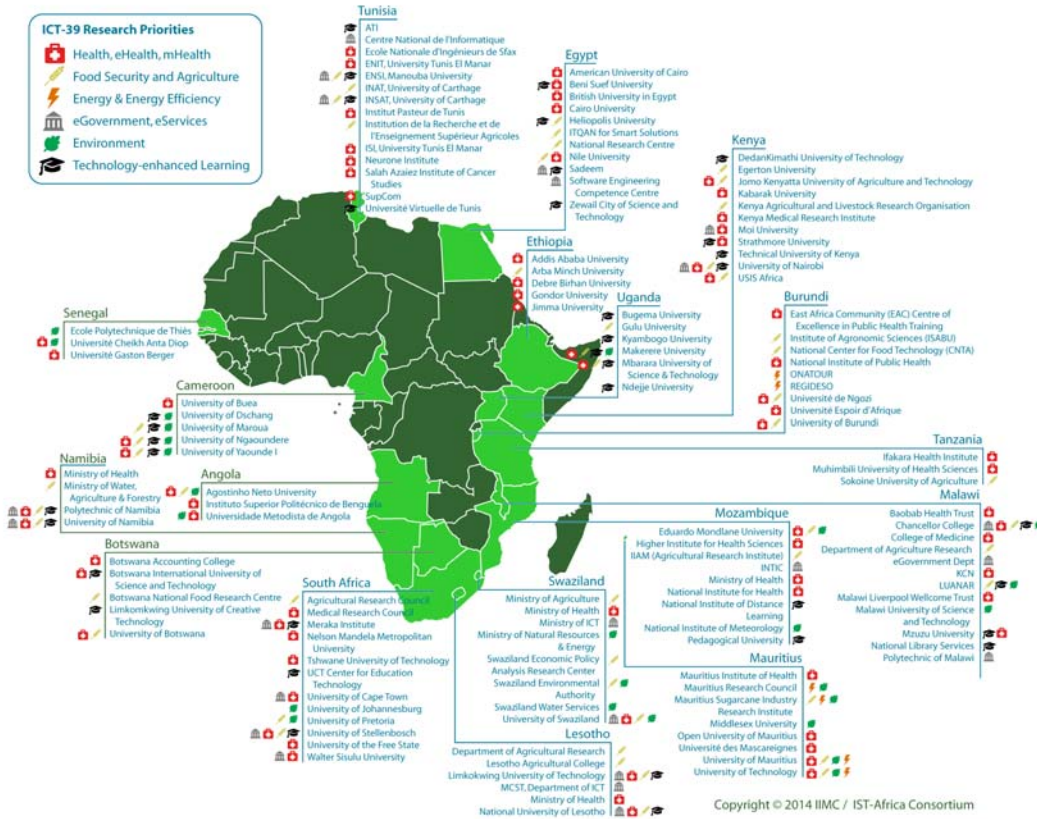 ICT-39 Research Priorities
Health, eHealth, mHealth
Food Security and Agriculture
Energy & Energy Efficiency
eGovernment, eServices
Environment
Technology-enhanced Learning
Tunisia
ATI
Centre National de l'Informatique
Ecole Nationale d'Ingénieurs de Sfax
ENIT, University Tunis El Manar
ENSI, Manouba University
INAT, University of Carthage
INSAT, University of Carthage
Institut Pasteur de Tunis
Institution de la Recherche et de
l'Enseignement Supérieur Agricoles
ISI, University Tunis El Manar
Neurone Institute
Salah Azaiez Institute of Cancer
Studies
SupCom
Université Virtuelle de Tunis
Egypt
American University of Cairo
Beni Suef University
British University in Egypt
Cairo University
Heliopolis University
ITQAN for Smart Solutions
National Research Centre
Nile University
Sadeem
Software Engineering
Competence Centre
Zewail City of Science and
Technology
Kenya
DedanKimathi University of Technology
Egerton University
Jomo Kenyatta University of Agriculture and Technology
Kabarak University
Kenya Agricultural and Livestock Research Organisation
Kenya Medical Research Institute
Moi University
Strathmore University
Technical University of Kenya
University of Nairobi
USIS Africa
Ethiopia
Addis Ababa University
Arba Minch University
Debre Birhan University
Gondor University
Jimma University
Uganda
Bugema University
Gulu University
Kyambogo University
Makerere University
Mbarara University of
Science & Technology
Ndejje University
Burundi
East Africa Community (EAC) Centre of
Excellence in Public Health Training
Institute of Agronomic Sciences (ISABU)
National Center for Food Technology (CNTA)
National Institute of Public Health
ONATOUR
REGIDESO
Université de Ngozi
Université Espoir d'Afrique
University of Burundi
Senegal
Ecole Polytechnique de Thiès
Université Cheikh Anta Diop
Université Gaston Berger
Cameroon
University of Buea
University of Dschang
University of Maroua
University of Ngaoundere
University of Yaounde I
Tanzania
Ifakara Health Institute
Muhimbili University of Health Sciences
Sokoine University of Agriculture
Namibia
Ministry of Health
Ministry of Water,
Agriculture & Forestry
Polytechnic of Namibia
University of Namibia
Angola
Agostinho Neto University
Instituto Superior Politécnico de Benguela
Universidade Metodista de Angola
Malawi
Baobab Health Trust
Chancellor College
College of Medicine
Department of Agriculture Research
eGovernment Dept
KCN
LUANAR
Malawi Liverpool Wellcome Trust
Malawi University of Science
and Technology
Mzuzu University
National Library Services
Polytechnic of Malawi
Mozambique
Eduardo Mondlane University
Higher Institute for Health Sciences
IIAM (Agricultural Research Institute)
INTIC
Ministry of Health
National Institute for Health
National Institute of Distance
Learning
National Institute of Meteorology
Pedagogical University
Botswana
Botswana Accounting College
Botswana International University of
Science and Technology
Botswana National Food Research Centre
Limkokwing University of Creative
Technology
University of Botswana
South Africa
Agricultural Research Council
Medical Research Council
Meraka Institute
Nelson Mandela Metropolitan
University
Tshwane University of Technology
UCT Center for Education
Technology
University of Cape Town
University of Johannesburg
University of Pretoria
University of Stellenbosch
University of the Free State
Walter Sisulu University
Swaziland
Ministry of Agriculture
Ministry of Health
Ministry of ICT
Ministry of Natural Resources
& Energy
Swaziland Economic Policy
Analysis Research Center
Swaziland Environmental
Authority
Swaziland Water Services
University of Swaziland
Lesotho
Department of Agricultural Research
Lesotho Agricultural College
Limkokwing University of Technology
MCST, Department of ICT
Ministry of Health
National University of Lesotho
Mauritius
Mauritius Institute of Health
Mauritius Research Council
Mauritius Sugarcane Industry
Research Institute
Middlesex University
Open University of Mauritius
Université des Mascareignes
University of Mauritius
University of Technology
Copyright © 2014 IIMC / IST-Africa Consortium